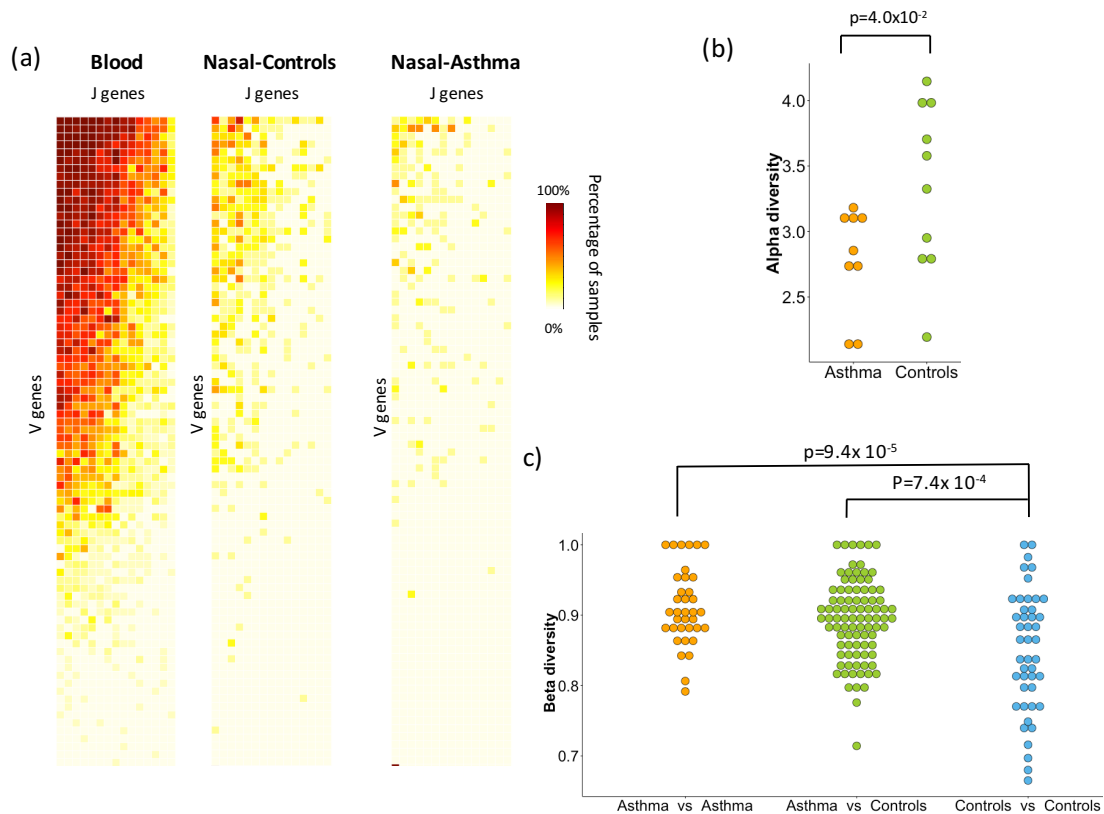 (a)
Blood
Nasal-Controls
Nasal-Asthma
J genes
J genes
J genes
V genes
V genes
V genes
100%
0%
Percentage of samples
(b)
p=4.0x10⁻²
Alpha diversity
4.0
3.5
3.0
2.5
Asthma
Controls
c)
p=9.4x 10⁻⁵
P=7.4x 10⁻⁴
Beta diversity
1.0
0.9
0.8
0.7
Asthma vs Asthma
Asthma vs Controls
Controls vs Controls